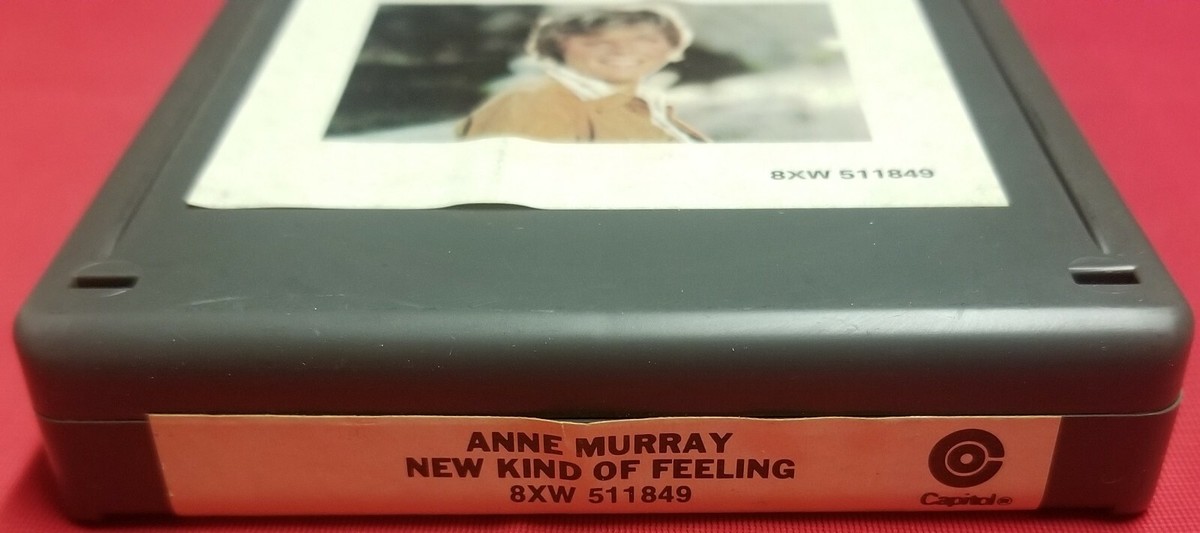 8XW 511849
ANNE MURRAY
NEW KIND OF FEELING
8XW 511849
Capitol